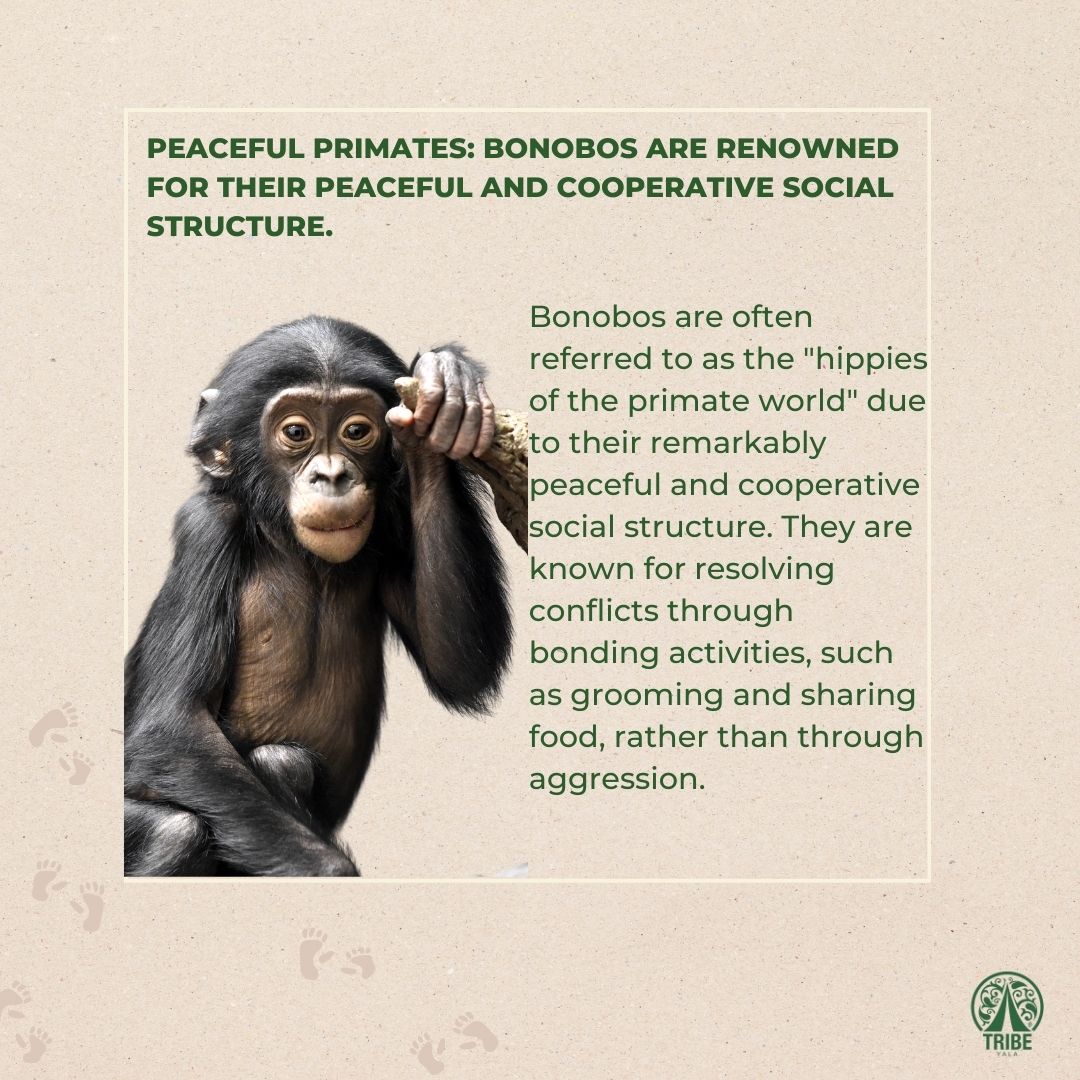 PEACEFUL PRIMATES: BONOBOS ARE RENOWNED
FOR THEIR PEACEFUL AND COOPERATIVE SOCIAL
STRUCTURE.
Bonobos are often
referred to as the "hippies
of the primate world" due
to their remarkably
peaceful and cooperative
social structure. They are
known for resolving
conflicts through
bonding activities, such
as grooming and sharing
food, rather than through
aggression.
TRIBE
YALA